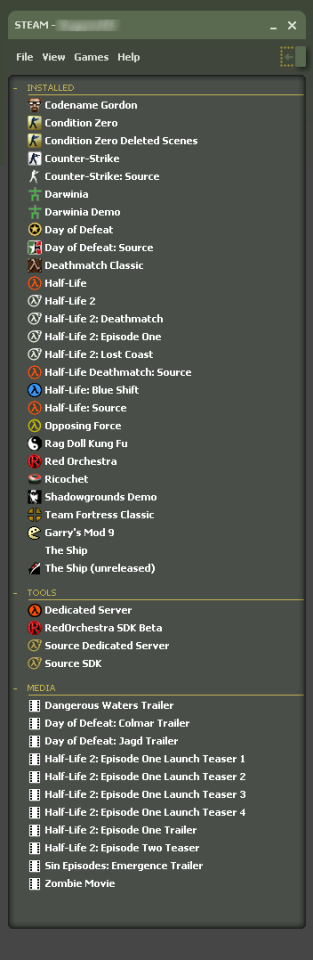 STEAM -
File View Games Help
- INSTALLED
Codename Gordon
Condition Zero
Condition Zero Deleted Scenes
Counter-Strike
Counter-Strike: Source
Darwinia
Darwinia Demo
Day of Defeat
Day of Defeat: Source
Deathmatch Classic
Half-Life
Half-Life 2
Half-Life 2: Deathmatch
Half-Life 2: Episode One
Half-Life 2: Lost Coast
Half-Life Deathmatch: Source
Half-Life: Blue Shift
Half-Life: Source
Opposing Force
Rag Doll Kung Fu
Red Orchestra
Ricochet
Shadowgrounds Demo
Team Fortress Classic
Garry's Mod 9
The Ship
The Ship (unreleased)
- TOOLS
Dedicated Server
RedOrchestra SDK Beta
Source Dedicated Server
Source SDK
- MEDIA
Dangerous Waters Trailer
Day of Defeat: Colmar Trailer
Day of Defeat: Jagd Trailer
Half-Life 2: Episode One Launch Teaser 1
Half-Life 2: Episode One Launch Teaser 2
Half-Life 2: Episode One Launch Teaser 3
Half-Life 2: Episode One Launch Teaser 4
Half-Life 2: Episode One Trailer
Half-Life 2: Episode Two Teaser
Sin Episodes: Emergence Trailer
Zombie Movie